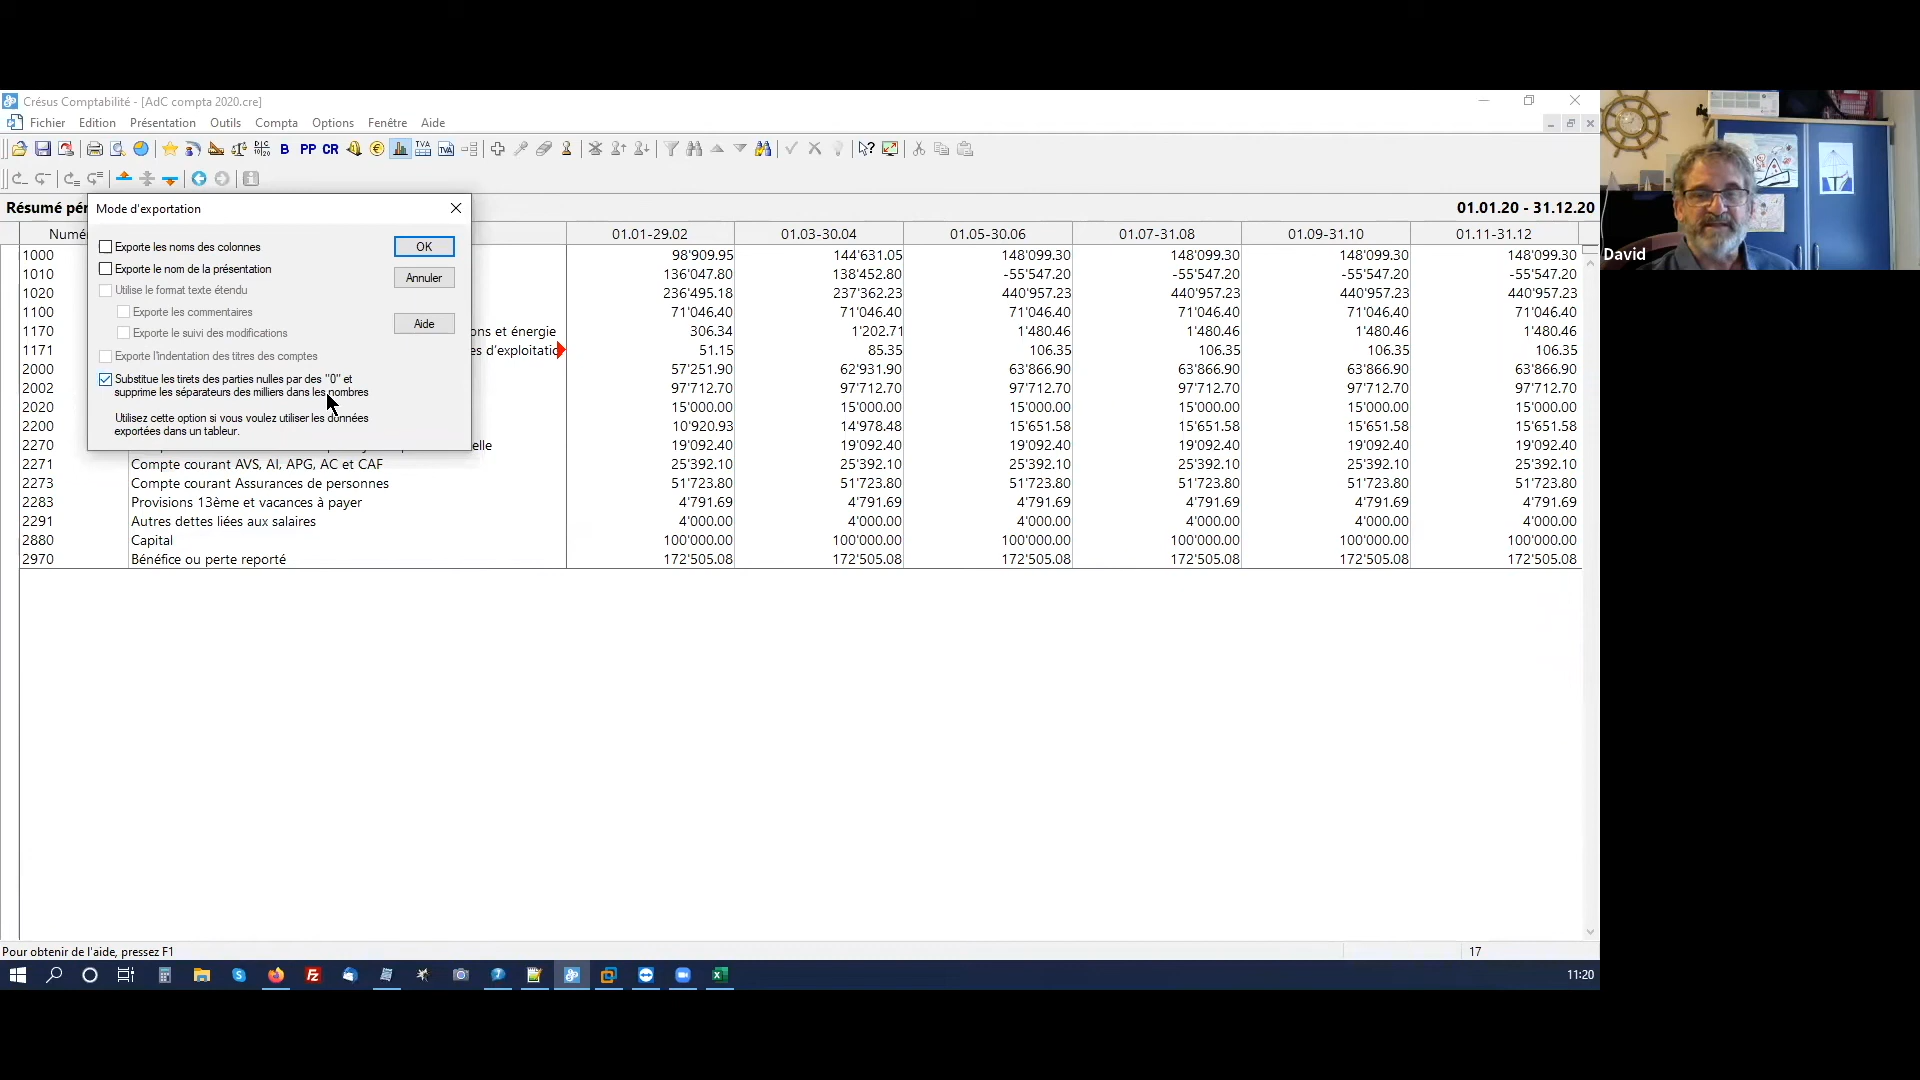 Crésus Comptabilité - [AdC compta 2020.cre]
Fichier Edition Présentation Outils Compta Options Fenêtre Aide
B PP CR TVA TVA
Résumé pér 01.01.20 - 31.12.20
Mode d'exportation
Exporte les noms des colonnes OK
Exporte le nom de la présentation
Annuler
Utilise le format texte étendu
Exporte les commentaires
Aide
Exporte le suivi des modifications
Exporte l'indentation des titres des comptes
Substitue les tirets des parties nulles par des "0" et
supprime les séparateurs des milliers dans les nombres
Utilisez cette option si vous voulez utiliser les données
exportées dans un tableur.
Numé 01.01-29.02 01.03-30.04 01.05-30.06 01.07-31.08 01.09-31.10 01.11-31.12
1000 98'909.95 144'631.05 148'099.30 148'099.30 148'099.30 148'099.30
1010 136'047.80 138'452.80 -55'547.20 -55'547.20 -55'547.20 -55'547.20
1020 236'495.18 237'362.23 440'957.23 440'957.23 440'957.23 440'957.23
1100 71'046.40 71'046.40 71'046.40 71'046.40 71'046.40 71'046.40
1170 ons et énergie 306.34 1'202.71 1'480.46 1'480.46 1'480.46 1'480.46
1171 es d'exploitatio 51.15 85.35 106.35 106.35 106.35 106.35
2000 57'251.90 62'931.90 63'866.90 63'866.90 63'866.90 63'866.90
2002 97'712.70 97'712.70 97'712.70 97'712.70 97'712.70 97'712.70
2020 15'000.00 15'000.00 15'000.00 15'000.00 15'000.00 15'000.00
2200 10'920.93 14'978.48 15'651.58 15'651.58 15'651.58 15'651.58
2270 elle 19'092.40 19'092.40 19'092.40 19'092.40 19'092.40 19'092.40
2271 Compte courant AVS, AI, APG, AC et CAF 25'392.10 25'392.10 25'392.10 25'392.10 25'392.10 25'392.10
2273 Compte courant Assurances de personnes 51'723.80 51'723.80 51'723.80 51'723.80 51'723.80 51'723.80
2283 Provisions 13ème et vacances à payer 4'791.69 4'791.69 4'791.69 4'791.69 4'791.69 4'791.69
2291 Autres dettes liées aux salaires 4'000.00 4'000.00 4'000.00 4'000.00 4'000.00 4'000.00
2880 Capital 100'000.00 100'000.00 100'000.00 100'000.00 100'000.00 100'000.00
2970 Bénéfice ou perte reporté 172'505.08 172'505.08 172'505.08 172'505.08 172'505.08 172'505.08
Pour obtenir de l'aide, pressez F1 17
11:20
David